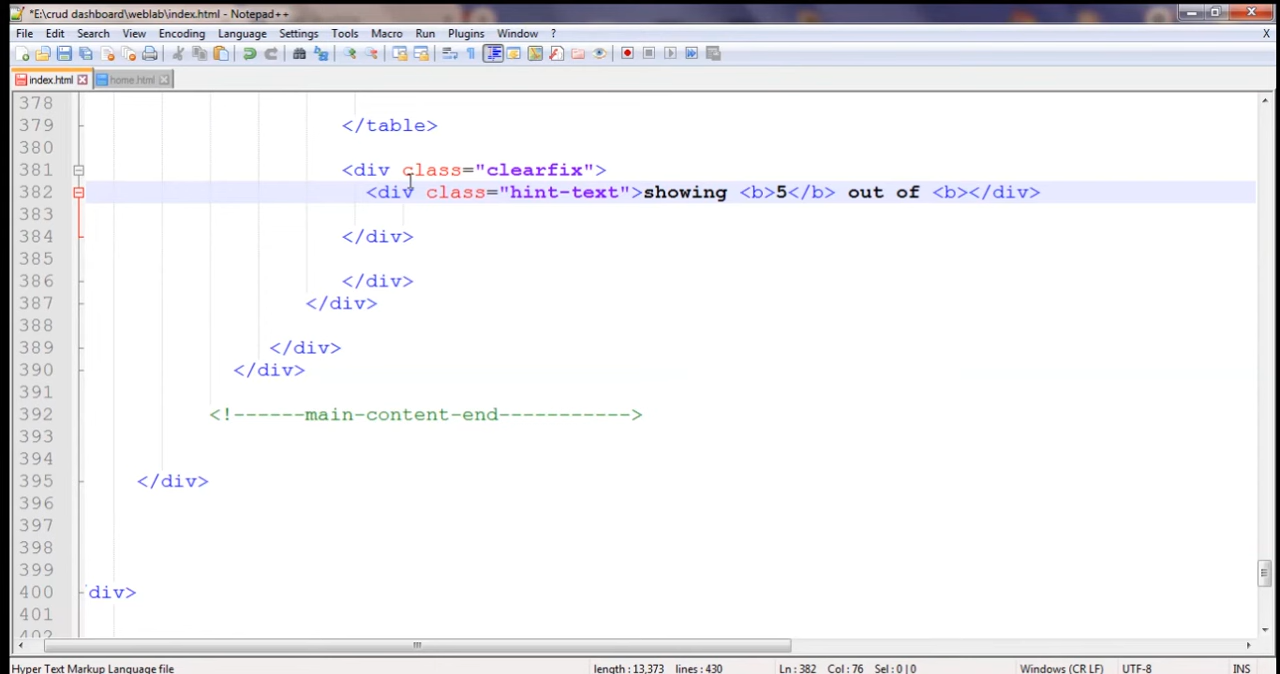 *E:\crud dashboard\weblab\index.html - Notepad++
File Edit Search View Encoding Language Settings Tools Macro Run Plugins Window ? X
index.html home.html
378
379 </table>
380
381 <div class="clearfix">
382 <div class="hint-text">showing <b>5</b> out of <b></div>
383
384 </div>
385
386 </div>
387 </div>
388
389 </div>
390 </div>
391
392 <!------main-content-end----------->
393
394
395 </div>
396
397
398
399
400 div>
401
402
Hyper Text Markup Language file length : 13,373 lines : 430 Ln : 382 Col : 76 Sel : 0 | 0 Windows (CR LF) UTF-8 INS